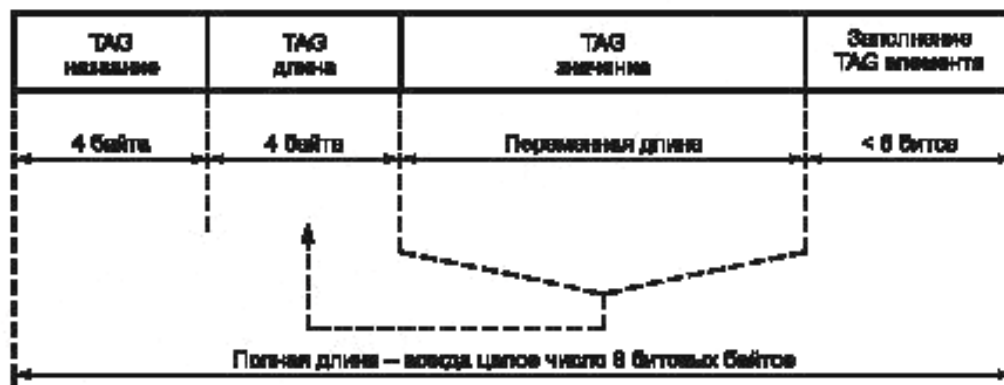 TAG
название
TAG
длина
TAG
значение
Заполнение
TAG элемента
4 байта
4 байта
Переменная длина
< 8 битов
Полная длина – всегда целое число 8 битовых байтов